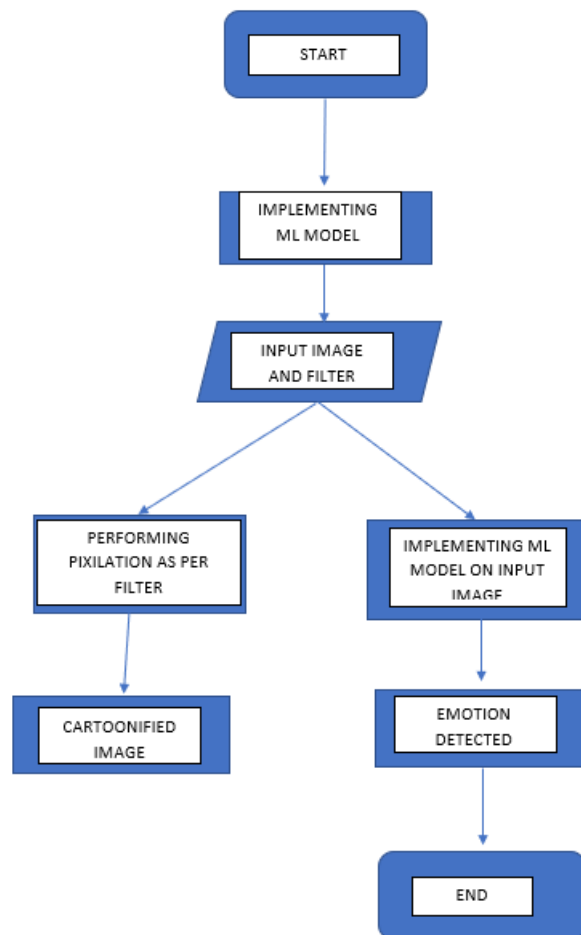 START
IMPLEMENTING
ML MODEL
INPUT IMAGE
AND FILTER
PERFORMING
PIXILATION AS PER
FILTER
IMPLEMENTING ML
MODEL ON INPUT
IMAGE
CARTOONIFIED
IMAGE
EMOTION
DETECTED
END